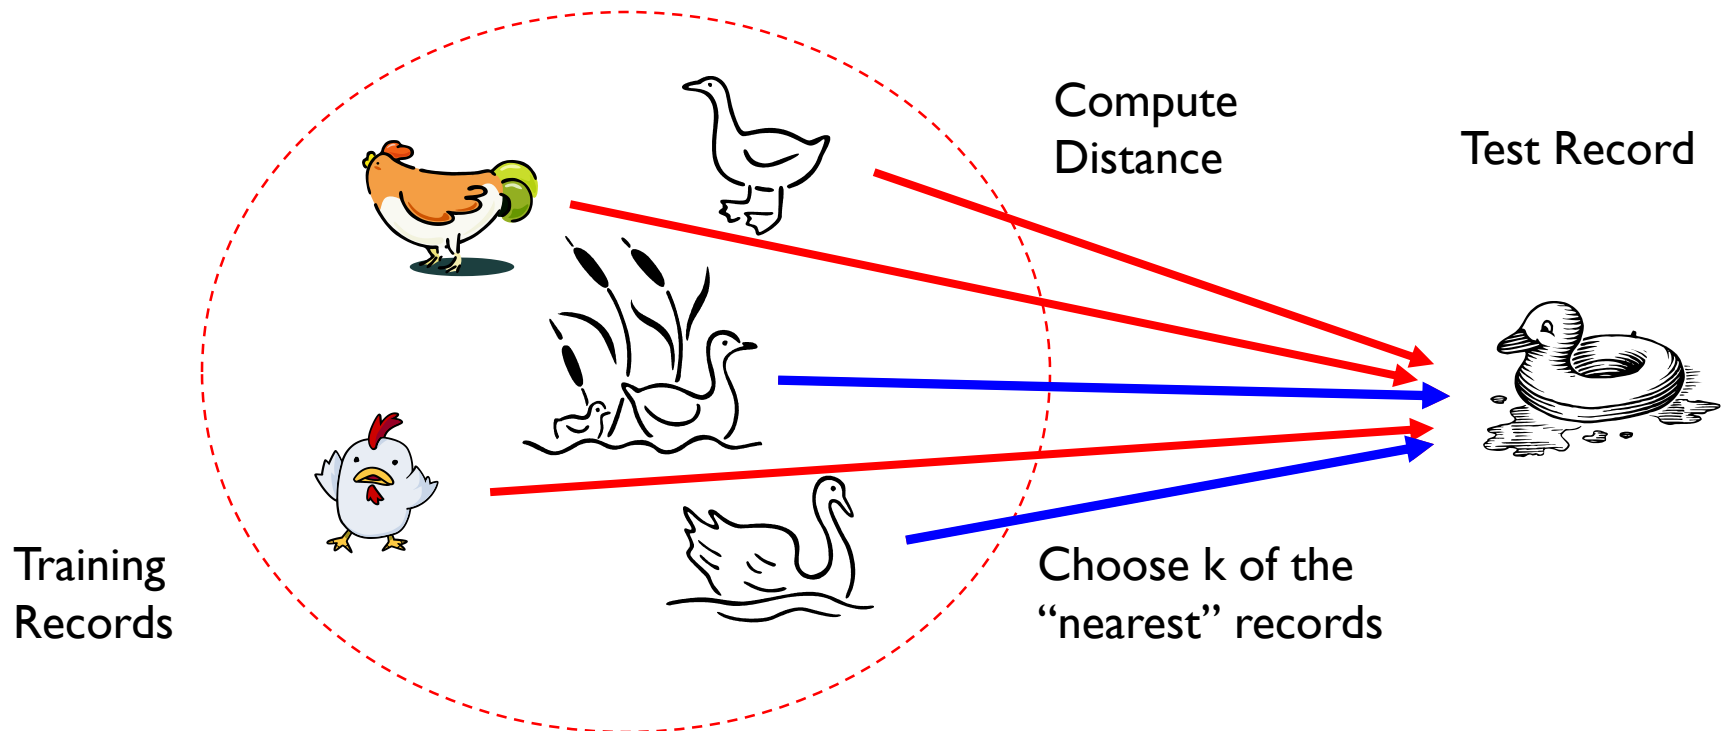 Compute
Distance
Test Record
Training
Records
Choose k of the
“nearest” records